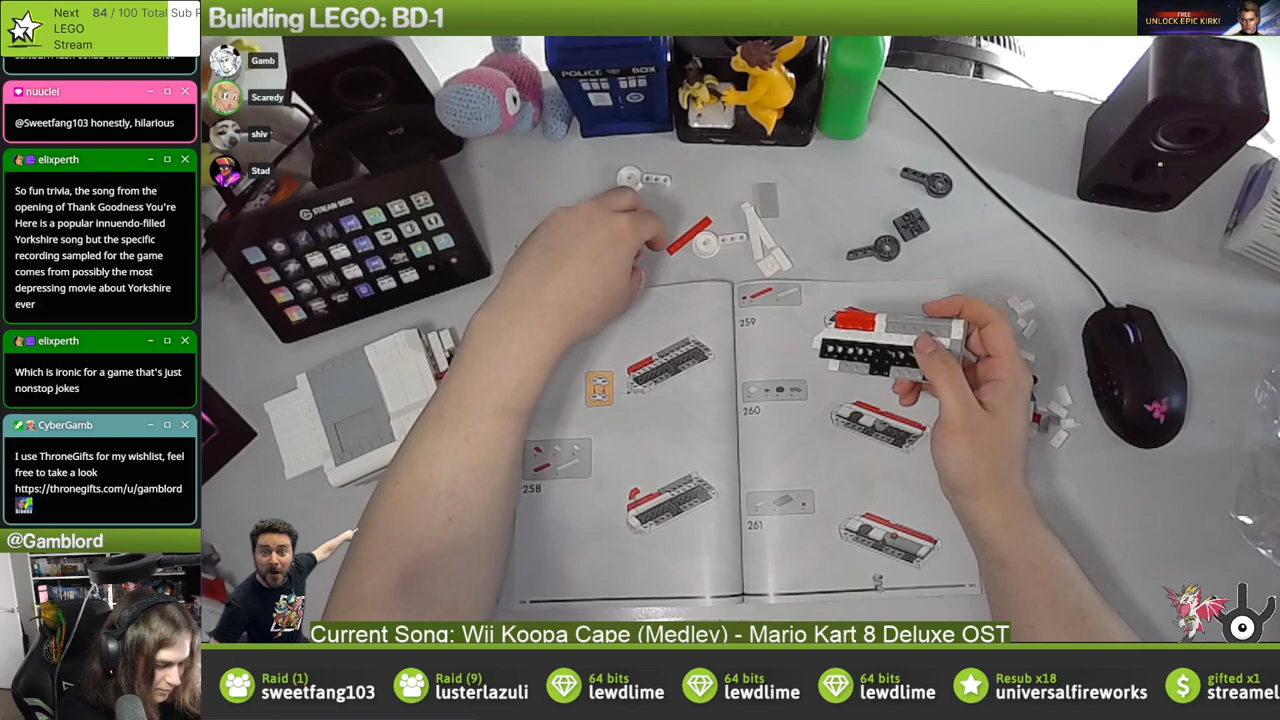 Next
LEGO
Stream
84 / 100 Total Sub
Building LEGO: BD-1
FREE
UNLOCK EPIC KIRK!
nuuclei
@Sweetfang103 honestly, hilarious
elixperth
So fun trivia, the song from the
opening of Thank Goodness You're
Here is a popular innuendo-filled
Yorkshire song but the specific
recording sampled for the game
comes from possibly the most
depressing movie about Yorkshire
ever
elixperth
Which is ironic for a game that's just
nonstop jokes
CyberGamb
I use ThroneGifts for my wishlist, feel
free to take a look
https://thronegifts.com/u/gamblord
@Gamblord
Gamb
Scaredy
shiv
Stad
POLICE BOX
STREAM DECK
258
259
260
261
Current Song: Wii Koopa Cape (Medley) - Mario Kart 8 Deluxe OST
Raid (1)
sweetfang103
Raid (9)
lusterlazuli
64 bits
lewdlime
64 bits
lewdlime
64 bits
lewdlime
Resub x18
universalfireworks
gifted x1
streamel